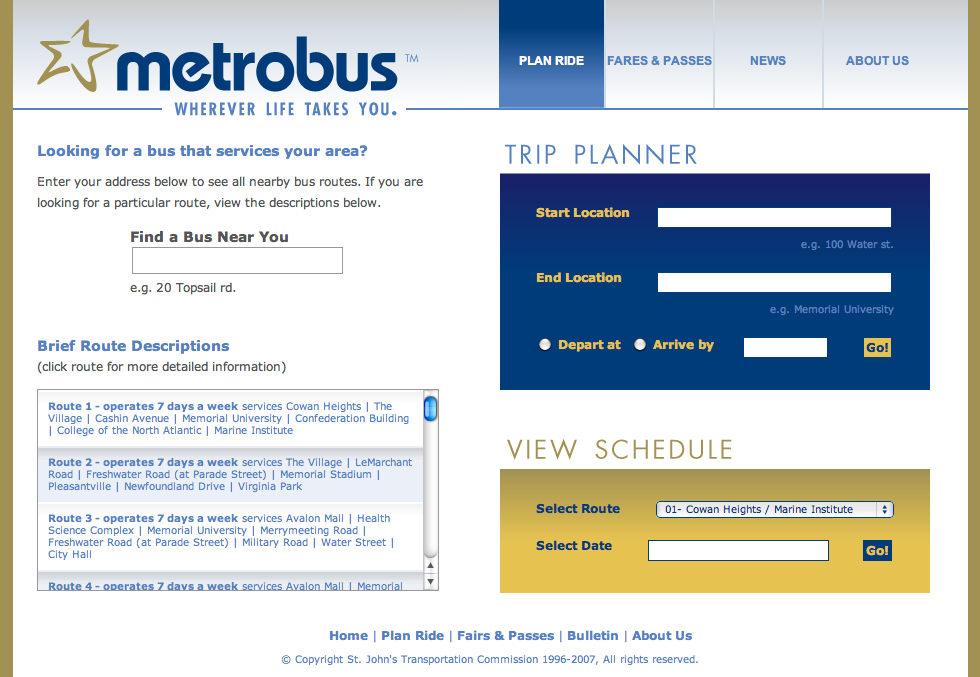 metrobus™
WHEREVER LIFE TAKES YOU.
PLAN RIDE
FARES & PASSES
NEWS
ABOUT US
Looking for a bus that services your area?
Enter your address below to see all nearby bus routes. If you are
looking for a particular route, view the descriptions below.
Find a Bus Near You
e.g. 20 Topsail rd.
Brief Route Descriptions
(click route for more detailed information)
Route 1 - operates 7 days a week services Cowan Heights | The
Village | Cashin Avenue | Memorial University | Confederation Building
| College of the North Atlantic | Marine Institute
Route 2 - operates 7 days a week services The Village | LeMarchant
Road | Freshwater Road (at Parade Street) | Memorial Stadium |
Pleasantville | Newfoundland Drive | Virginia Park
Route 3 - operates 7 days a week services Avalon Mall | Health
Science Complex | Memorial University | Merrymeeting Road |
Freshwater Road (at Parade Street) | Military Road | Water Street |
City Hall
Route 4 - operates 7 days a week services Avalon Mall | Memorial
TRIP PLANNER
Start Location
e.g. 100 Water st.
End Location
e.g. Memorial University
Depart at
Arrive by
Go!
VIEW SCHEDULE
Select Route
01- Cowan Heights / Marine Institute
Select Date
Go!
Home | Plan Ride | Fairs & Passes | Bulletin | About Us
© Copyright St. John's Transportation Commission 1996-2007, All rights reserved.